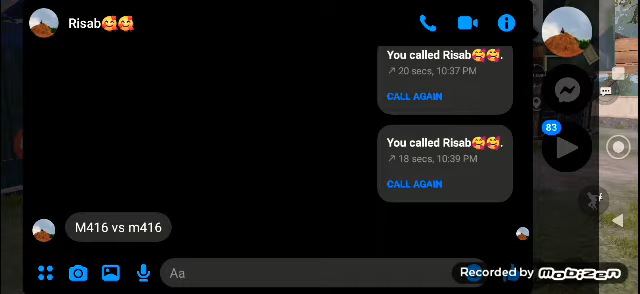 Risab🥰🥰
You called Risab🥰🥰.
↗ 20 secs, 10:37 PM
CALL AGAIN
83
You called Risab🥰🥰.
↗ 18 secs, 10:39 PM
CALL AGAIN
M416 vs m416
Aa
Recorded by mobizen